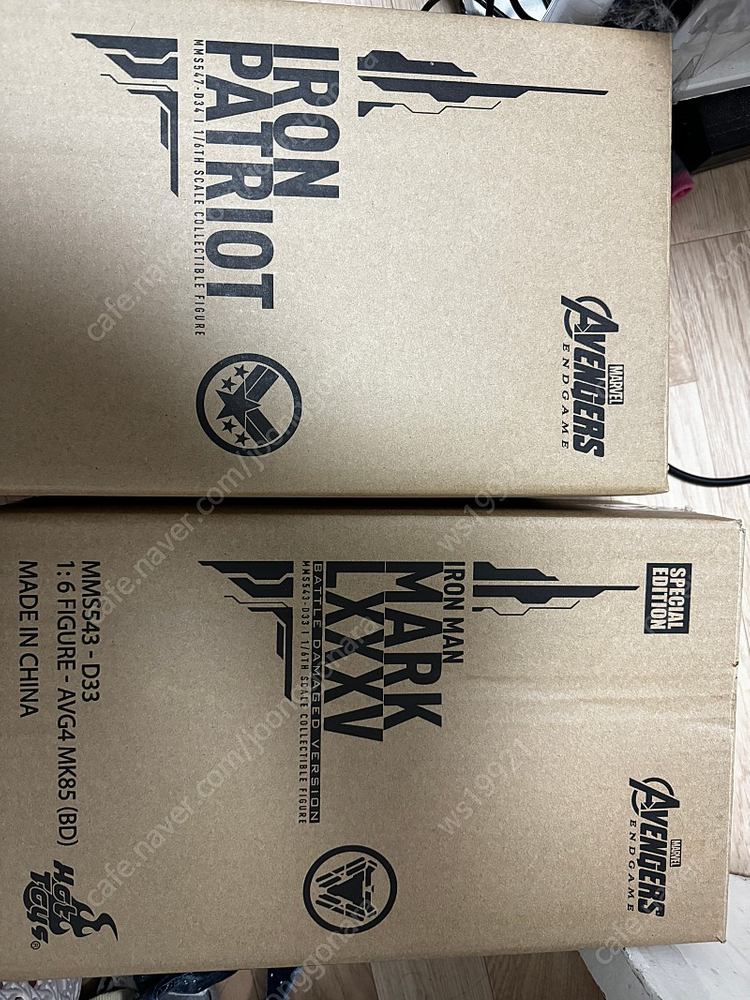 IRON
PATRIOT
MMS547-D34 | 1/6TH SCALE COLLECTIBLE FIGURE
MARVEL
AVENGERS
ENDGAME
SPECIAL
EDITION
IRON MAN
MARK
LXXXV
BATTLE DAMAGED VERSION
MMS543-D33 | 1/6TH SCALE COLLECTIBLE FIGURE
MARVEL
AVENGERS
ENDGAME
MMS543 - D33
1:6 FIGURE - AVG4 MK85 (BD)
MADE IN CHINA
Hot
Toys®
cafe.naver.com/joonggonara